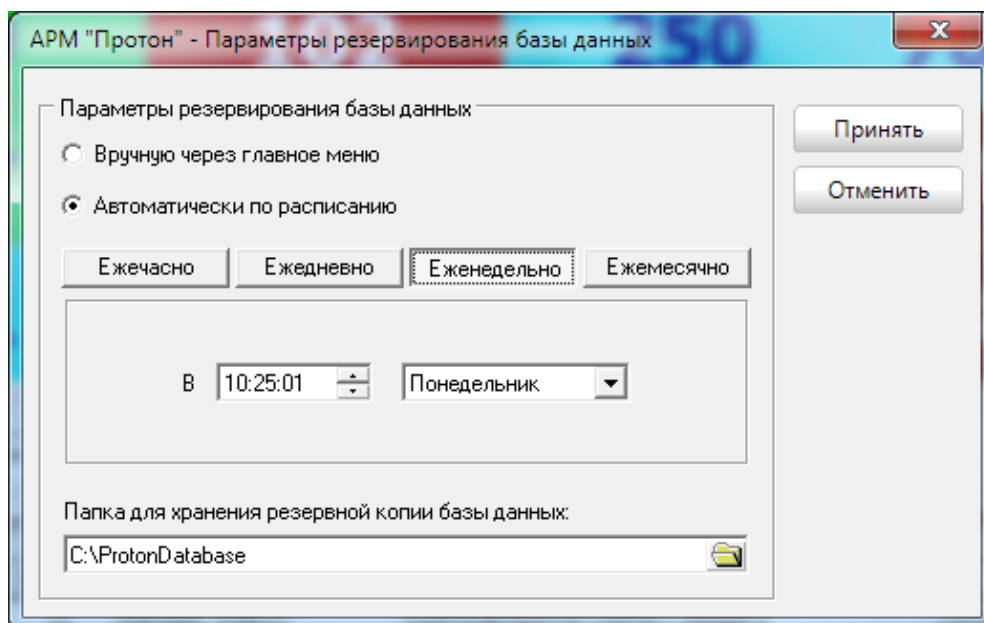 АРМ "Протон" - Параметры резервирования базы данных
Параметры резервирования базы данных
Вручную через главное меню
Автоматически по расписанию
Ежечасно Ежедневно Еженедельно Ежемесячно
В 10:25:01 Понедельник
Папка для хранения резервной копии базы данных:
C:\ProtonDatabase
Принять
Отменить